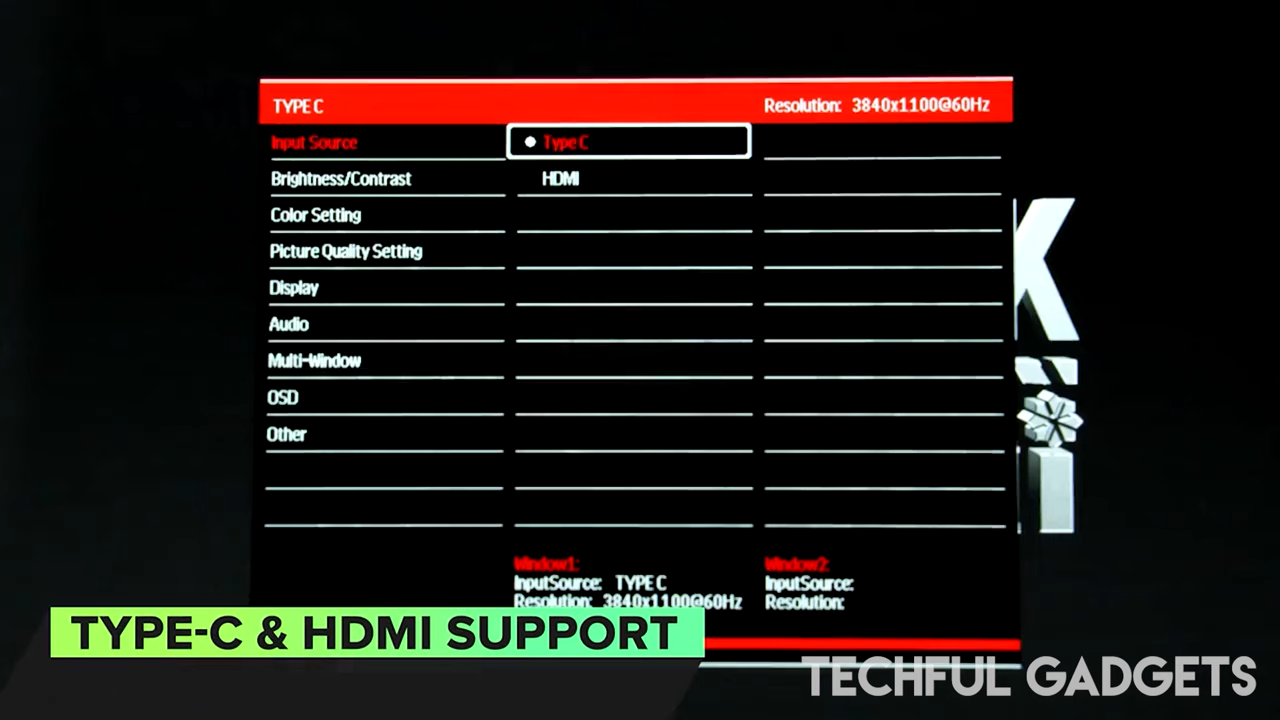 TYPE C
Resolution: 3840x1100@60Hz
Input Source
Type C
Brightness/Contrast
HDMI
Color Setting
Picture Quality Setting
Display
Audio
Multi-Window
OSD
Other
Window1:
InputSource: TYPE C
Resolution: 3840x1100@60Hz
Window2:
InputSource:
Resolution:
K
TYPE-C & HDMI SUPPORT
TECHFUL GADGETS